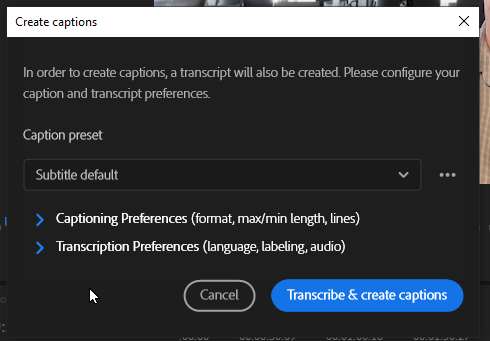 Create captions
In order to create captions, a transcript will also be created. Please configure your
caption and transcript preferences.
Caption preset
Subtitle default
Captioning Preferences (format, max/min length, lines)
Transcription Preferences (language, labeling, audio)
Cancel
Transcribe & create captions